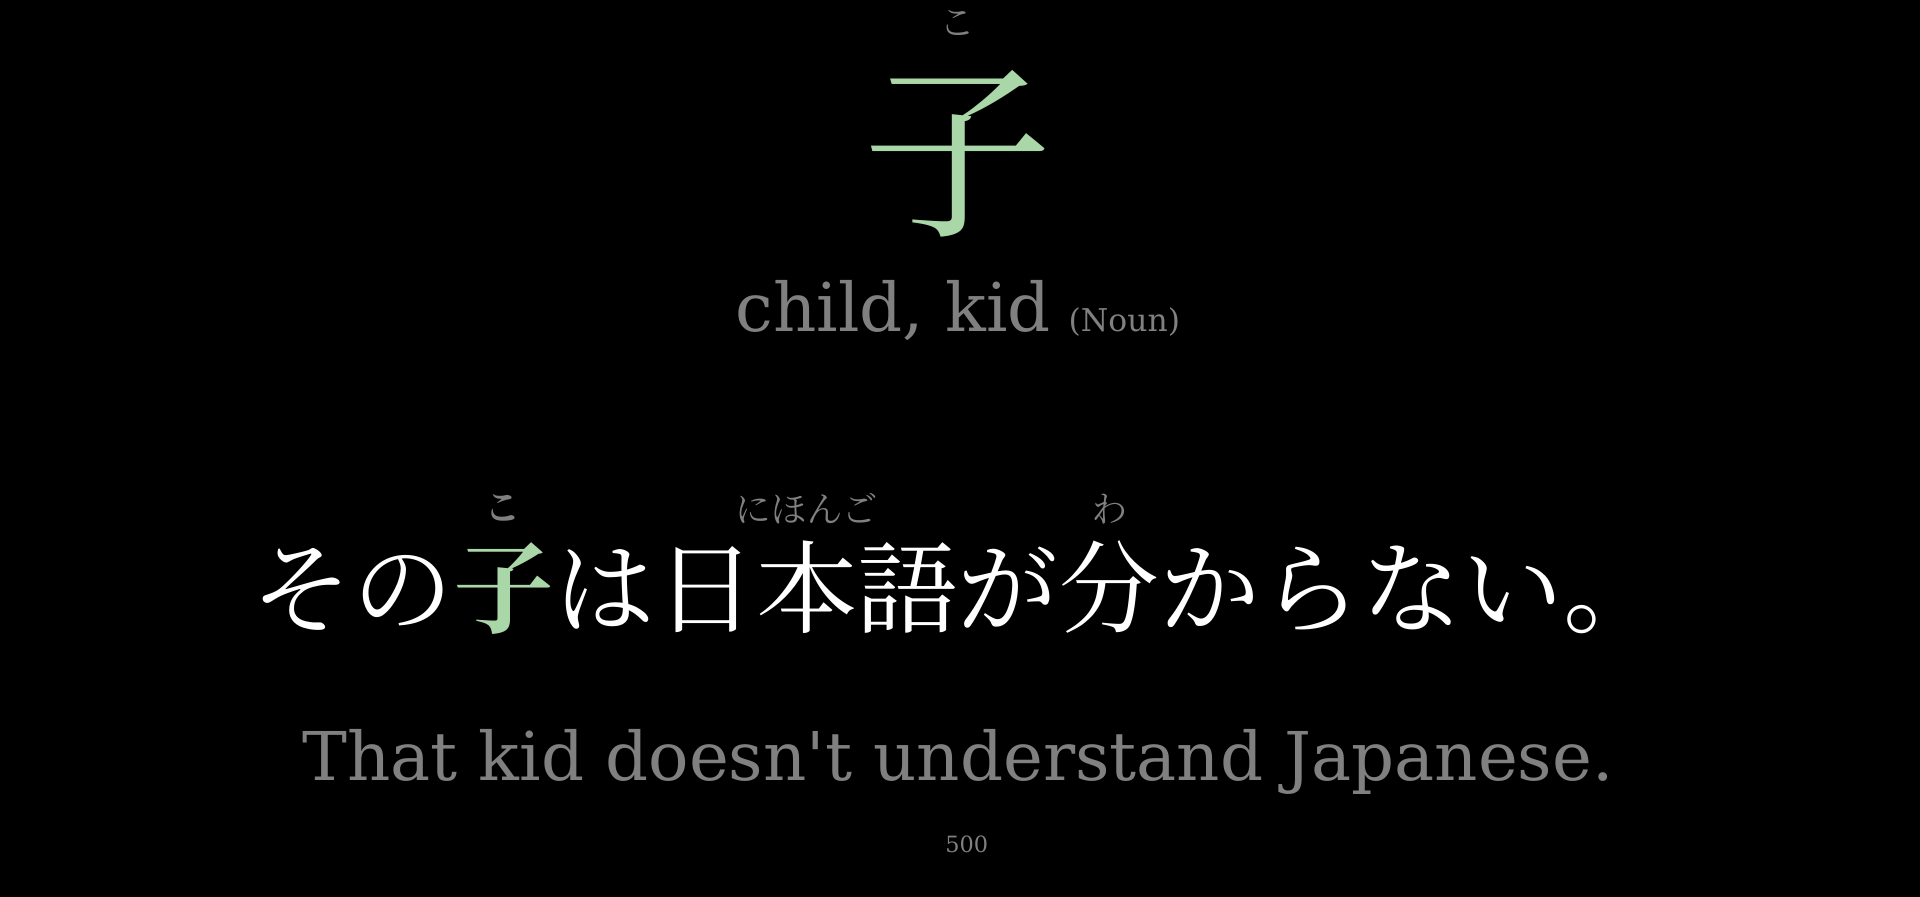 こ
子
child, kid (Noun)
こ にほんご わ
その子は日本語が分からない。
That kid doesn't understand Japanese.
500